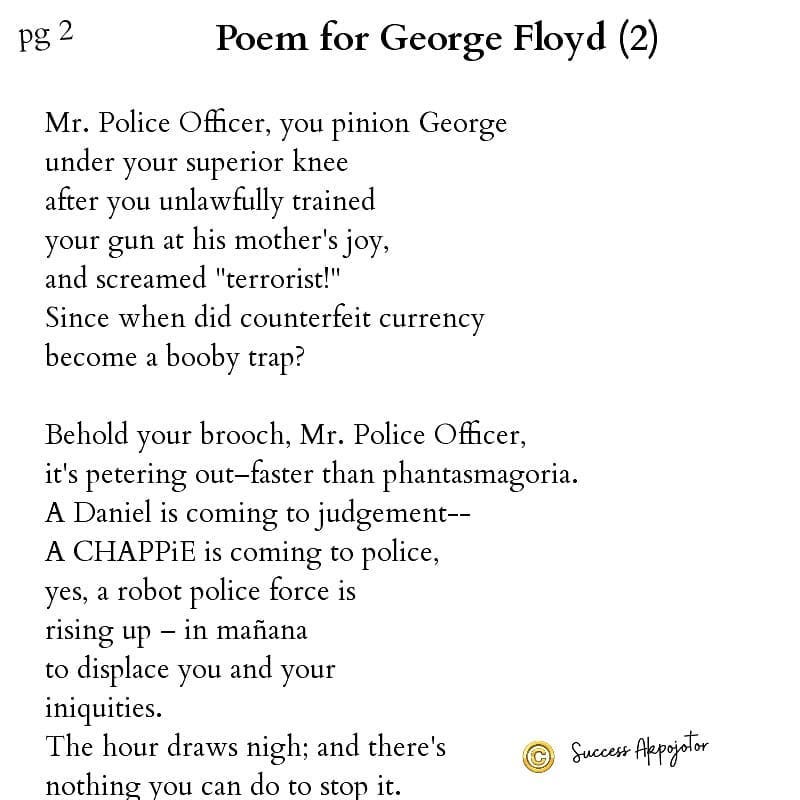 pg 2
Poem for George Floyd (2)
Mr. Police Officer, you pinion George
under your superior knee
after you unlawfully trained
your gun at his mother's joy,
and screamed "terrorist!"
Since when did counterfeit currency
become a booby trap?
Behold your brooch, Mr. Police Officer,
it's petering out–faster than phantasmagoria.
A Daniel is coming to judgement--
A CHAPPiE is coming to police,
yes, a robot police force is
rising up – in mañana
to displace you and your
iniquities.
The hour draws nigh; and there's
nothing you can do to stop it.
© Success Akpojotor